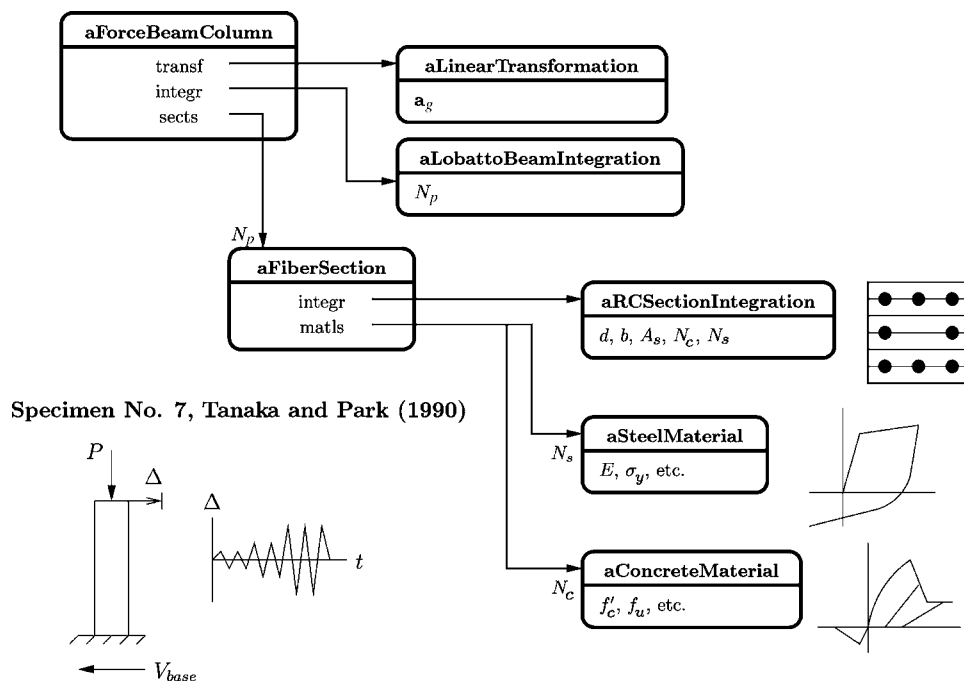 aForceBeamColumn
transf
integr
sects
aLinearTransformation
a_g
aLobattoBeamIntegration
N_p
N_p
aFiberSection
integr
matls
aRCSectionIntegration
d, b, A_s, N_c, N_s
Specimen No. 7, Tanaka and Park (1990)
N_s
aSteelMaterial
E, σ_y, etc.
P
Δ
Δ
t
N_c
aConcreteMaterial
f'_c, f_u, etc.
V_base